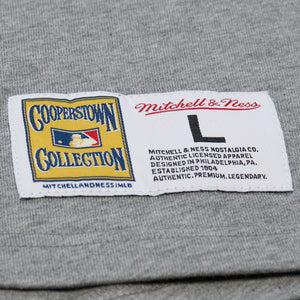 COOPERSTOWN
COLLECTION
MITCHELLANDNESS/MLB
Mitchell & Ness
L
MITCHELL & NESS NOSTALGIA CO.
AUTHENTIC LICENSED APPAREL
DESIGNED IN PHILADELPHIA, PA.
ESTABLISHED 1904
AUTHENTIC. PREMIUM. LEGENDARY.